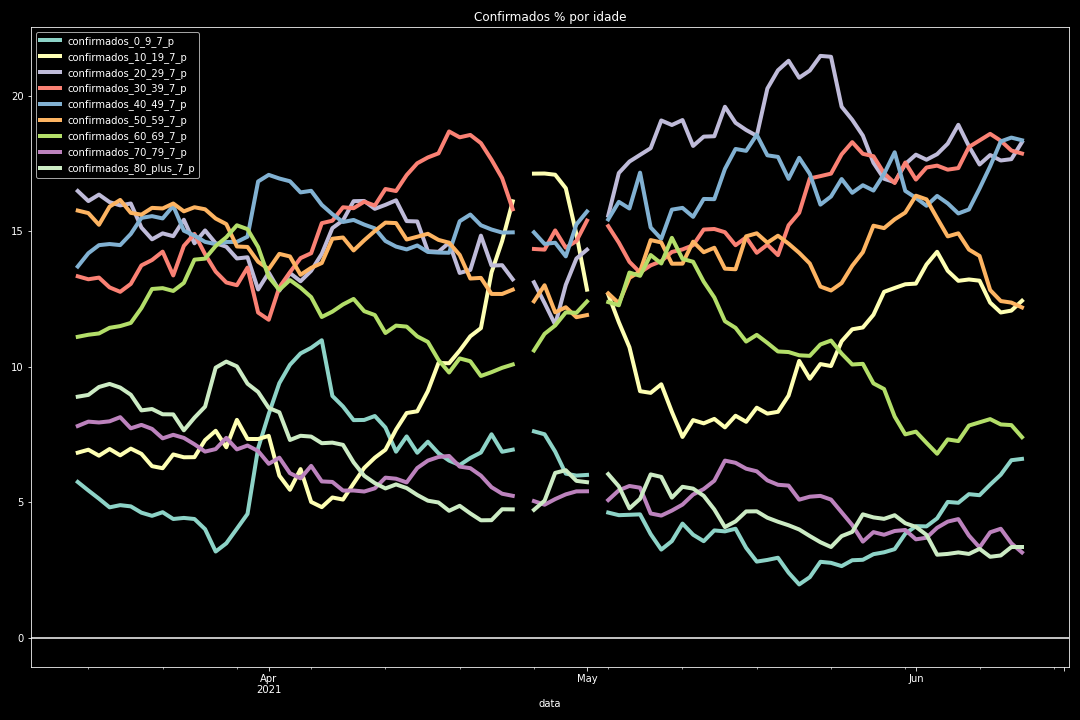 Confirmados % por idade
confirmados_0_9_7_p
confirmados_10_19_7_p
confirmados_20_29_7_p
confirmados_30_39_7_p
confirmados_40_49_7_p
confirmados_50_59_7_p
confirmados_60_69_7_p
confirmados_70_79_7_p
confirmados_80_plus_7_p
20
15
10
5
0
Apr
2021
May
Jun
data